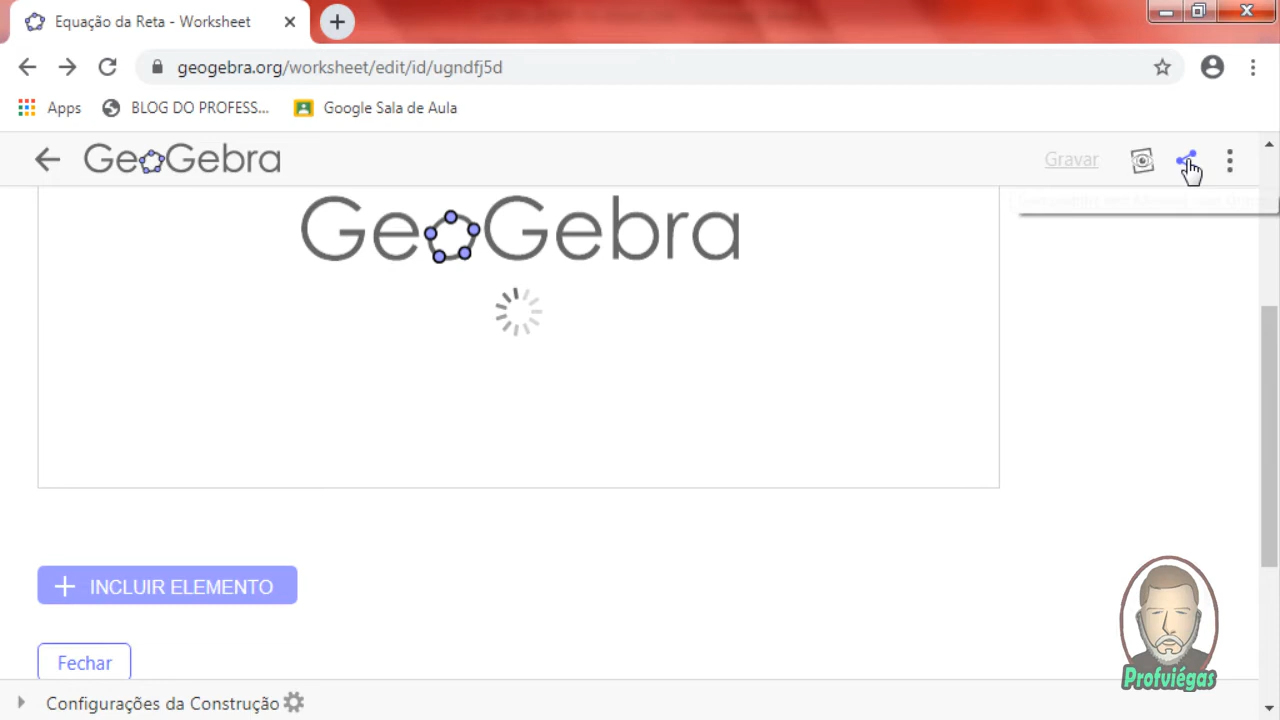 Equação da Reta - Worksheet
geogebra.org/worksheet/edit/id/ugndfj5d
Apps
BLOG DO PROFESS...
Google Sala de Aula
GeoGebra
Gravar
GeoGebra
INCLUIR ELEMENTO
Fechar
Configurações da Construção
Profviégas